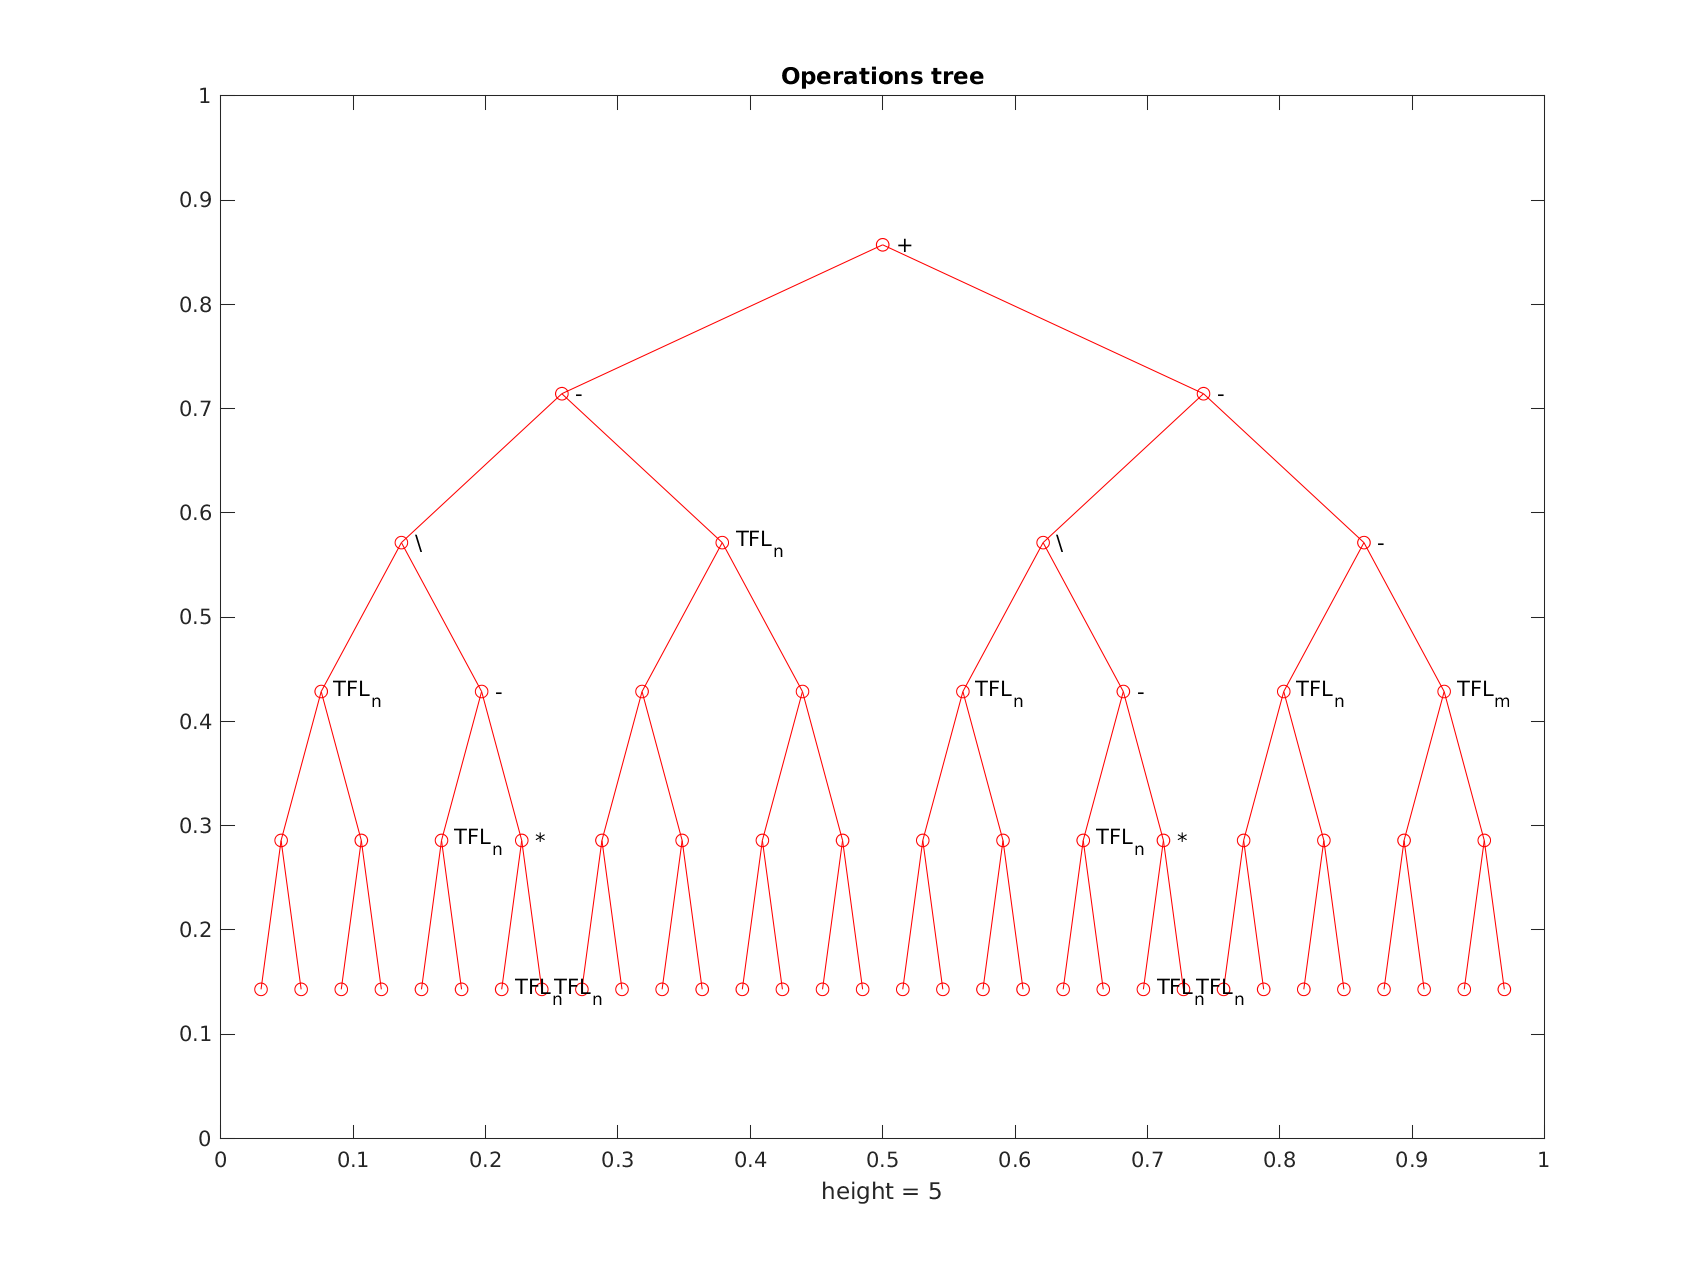 Operations tree
1
0.9
+
0.8
0.7
- -
0.6
\ TFLn \ -
0.5
TFLn - TFLn - TFLn TFLm
0.4
0.3
TFLn * TFLn *
0.2
TFLnTFLn TFLnTFLn
0.1
0
0 0.1 0.2 0.3 0.4 0.5 0.6 0.7 0.8 0.9 1
height = 5